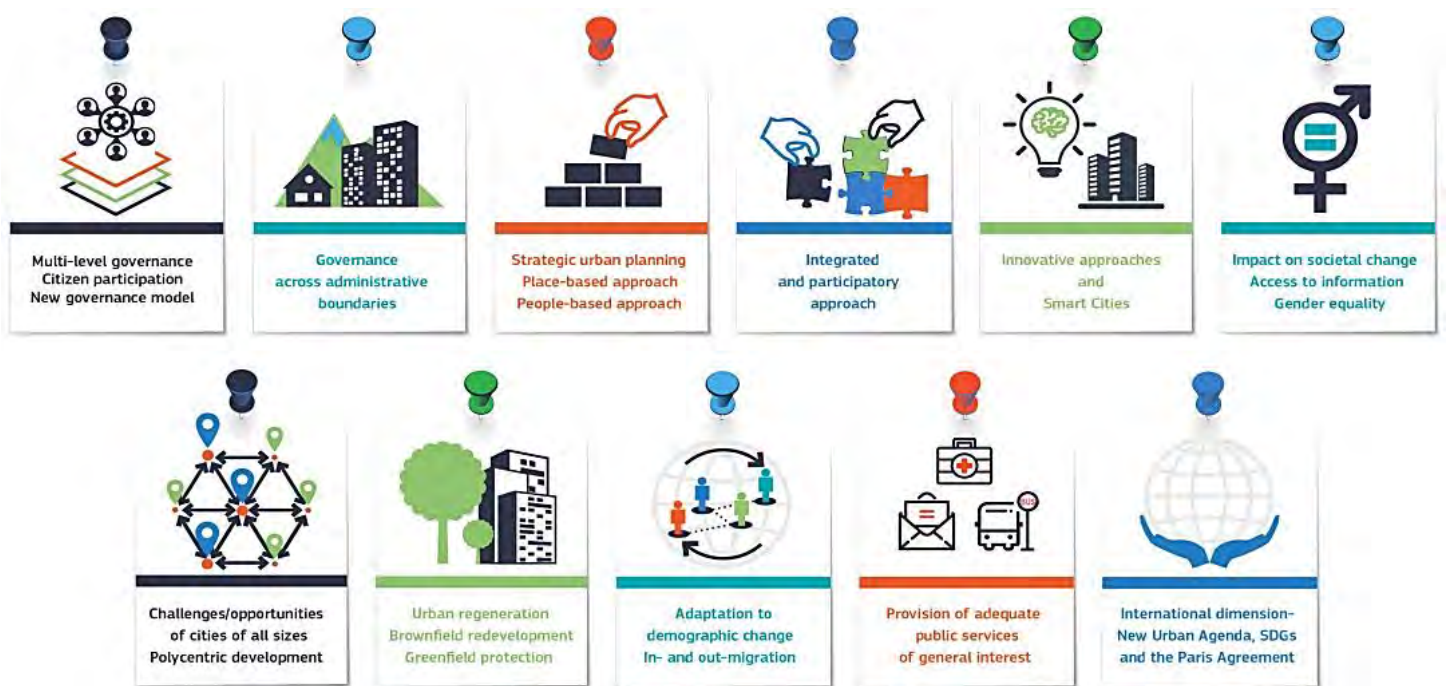 Multi-level governance
Citizen participation
New governance model
Governance
across administrative
boundaries
Strategic urban planning
Place-based approach
People-based approach
Integrated
and participatory
approach
Innovative approaches
and
Smart Cities
Impact on societal change
Access to information
Gender equality
BUS
Challenges/opportunities
of cities of all sizes
Polycentric development
Urban regeneration
Brownfield redevelopment
Greenfield protection
Adaptation to
demographic change
In- and out-migration
Provision of adequate
public services
of general interest
International dimension-
New Urban Agenda, SDGs
and the Paris Agreement